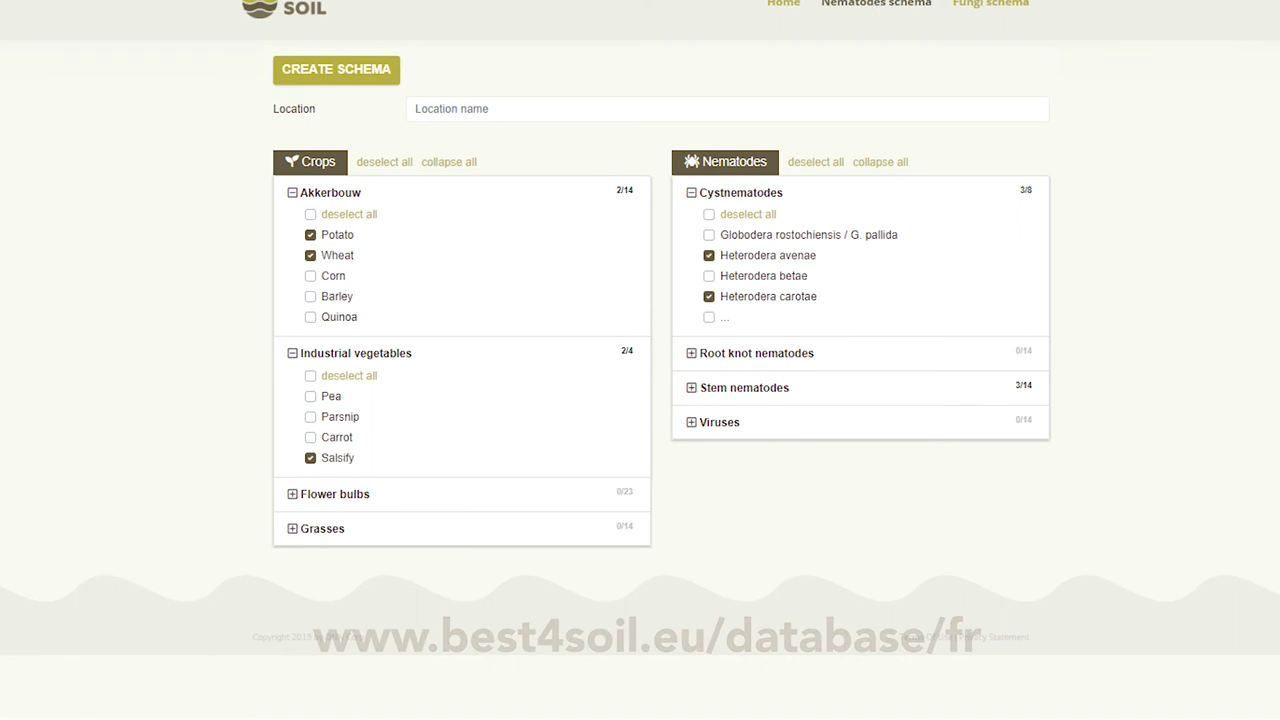 SOIL
Home Nematodes schema Fungi schema
CREATE SCHEMA
Location Location name
Crops deselect all collapse all
Akkerbouw 2/14
deselect all
Potato
Wheat
Corn
Barley
Quinoa
Industrial vegetables 2/4
deselect all
Pea
Parsnip
Carrot
Salsify
Flower bulbs 0/23
Grasses 0/14
Nematodes deselect all collapse all
Cystnematodes 3/8
deselect all
Globodera rostochiensis / G. pallida
Heterodera avenae
Heterodera betae
Heterodera carotae
...
Root knot nematodes 0/14
Stem nematodes 3/14
Viruses 0/14
www.best4soil.eu/database/fr
Copyright Privacy Statement